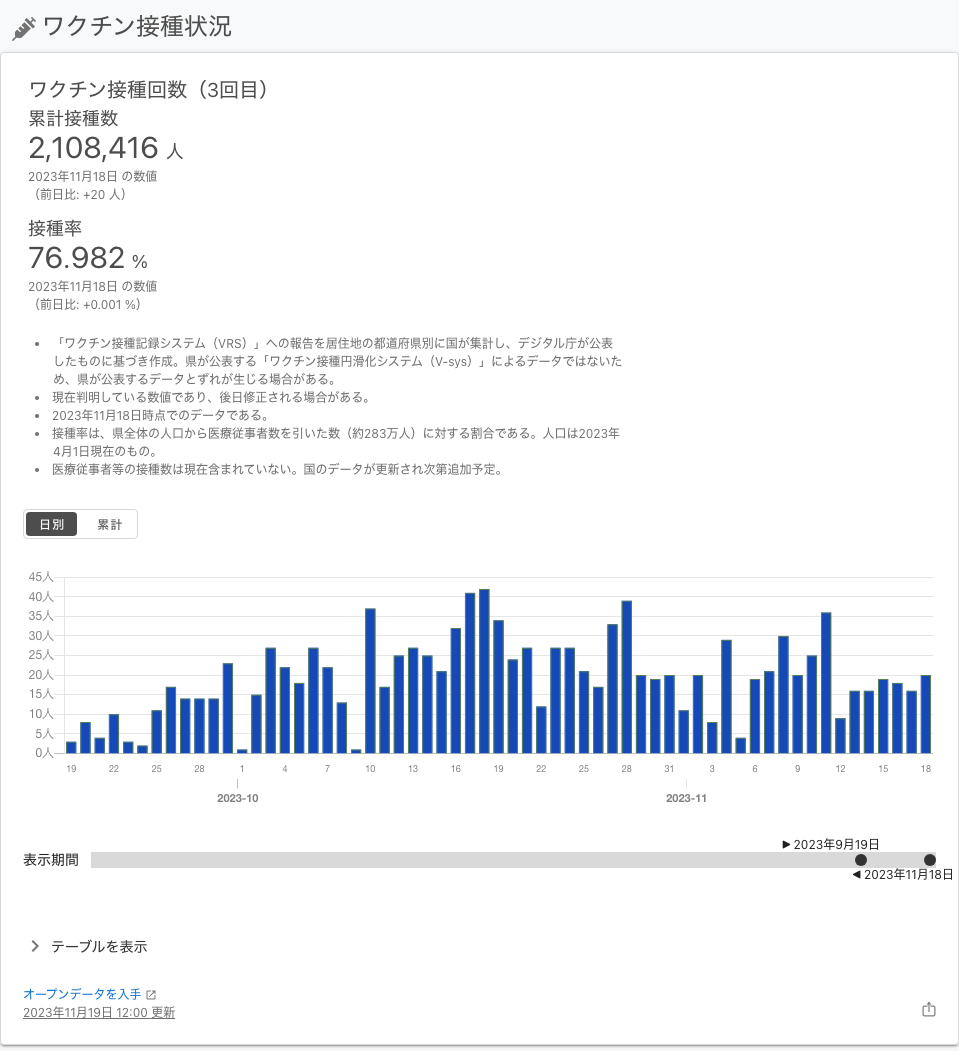 ワクチン接種状況
ワクチン接種回数（3回目）
累計接種数
2,108,416 人
2023年11月18日 の数値
（前日比: +20 人）
接種率
76.982 %
2023年11月18日 の数値
（前日比: +0.001 %）
• 「ワクチン接種記録システム（VRS）」への報告を居住地の都道府県別に国が集計し、デジタル庁が公表
したものに基づき作成。県が公表する「ワクチン接種円滑化システム（V-sys）」によるデータではないた
め、県が公表するデータとずれが生じる場合がある。
• 現在判明している数値であり、後日修正される場合がある。
• 2023年11月18日時点でのデータである。
• 接種率は、県全体の人口から医療従事者数を引いた数（約283万人）に対する割合である。人口は2023年
4月1日現在のもの。
• 医療従事者等の接種数は現在含まれていない。国のデータが更新され次第追加予定。
日別 累計
45人
40人
35人
30人
25人
20人
15人
10人
5人
0人
19 22 25 28 1 4 7 10 13 16 19 22 25 28 31 3 6 9 12 15 18
2023-10 2023-11
▶ 2023年9月19日
表示期間
◀ 2023年11月18日
テーブルを表示
オープンデータを入手
2023年11月19日 12:00 更新